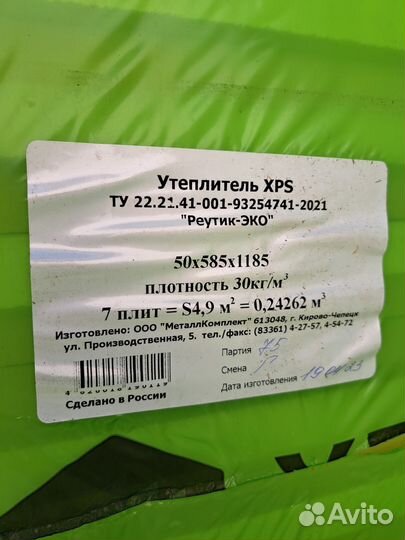 Утеплитель XPS
ТУ 22.21.41-001-93254741-2021
"Реутик-ЭКО"
50х585х1185
плотность 30кг/м³
7 плит = S4,9 м² = 0,24262 м³
Изготовлено: ООО "МеталлКомплект" 613048, г. Кирово-Чепецк
ул. Производственная, 5. тел./факс: (83361) 4-27-57, 4-54-72
Партия 75
Смена
Дата изготовления
Сделано в России
Avito